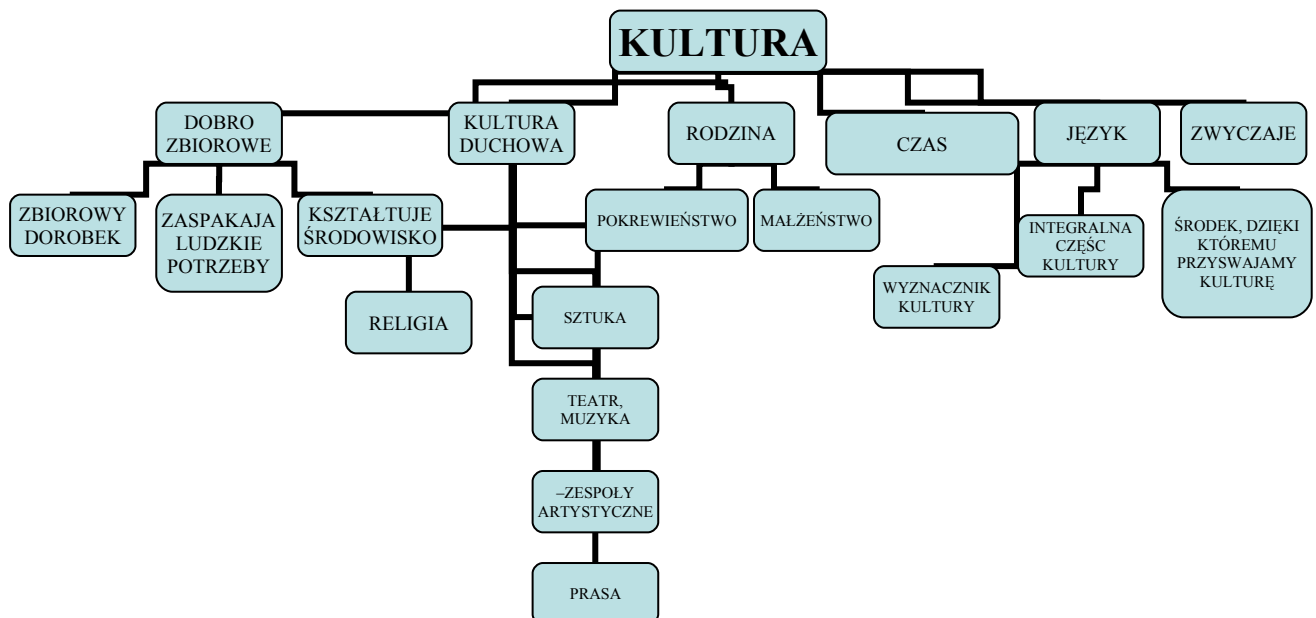 KULTURA
DOBRO
ZBIOROWE
KULTURA
DUCHOWA
RODZINA
CZAS
JĘZYK
ZWYCZAJE
ZBIOROWY
DOROBEK
ZASPAKAJA
LUDZKIE
POTRZEBY
KSZTAŁTUJE
ŚRODOWISKO
POKREWIEŃSTWO
MAŁŻEŃSTWO
WYZNACZNIK
KULTURY
INTEGRALNA
CZĘŚC
KULTURY
ŚRODEK, DZIĘKI
KTÓREMU
PRZYSWAJAMY
KULTURĘ
RELIGIA
SZTUKA
TEATR,
MUZYKA
–ZESPOŁY
ARTYSTYCZNE
PRASA